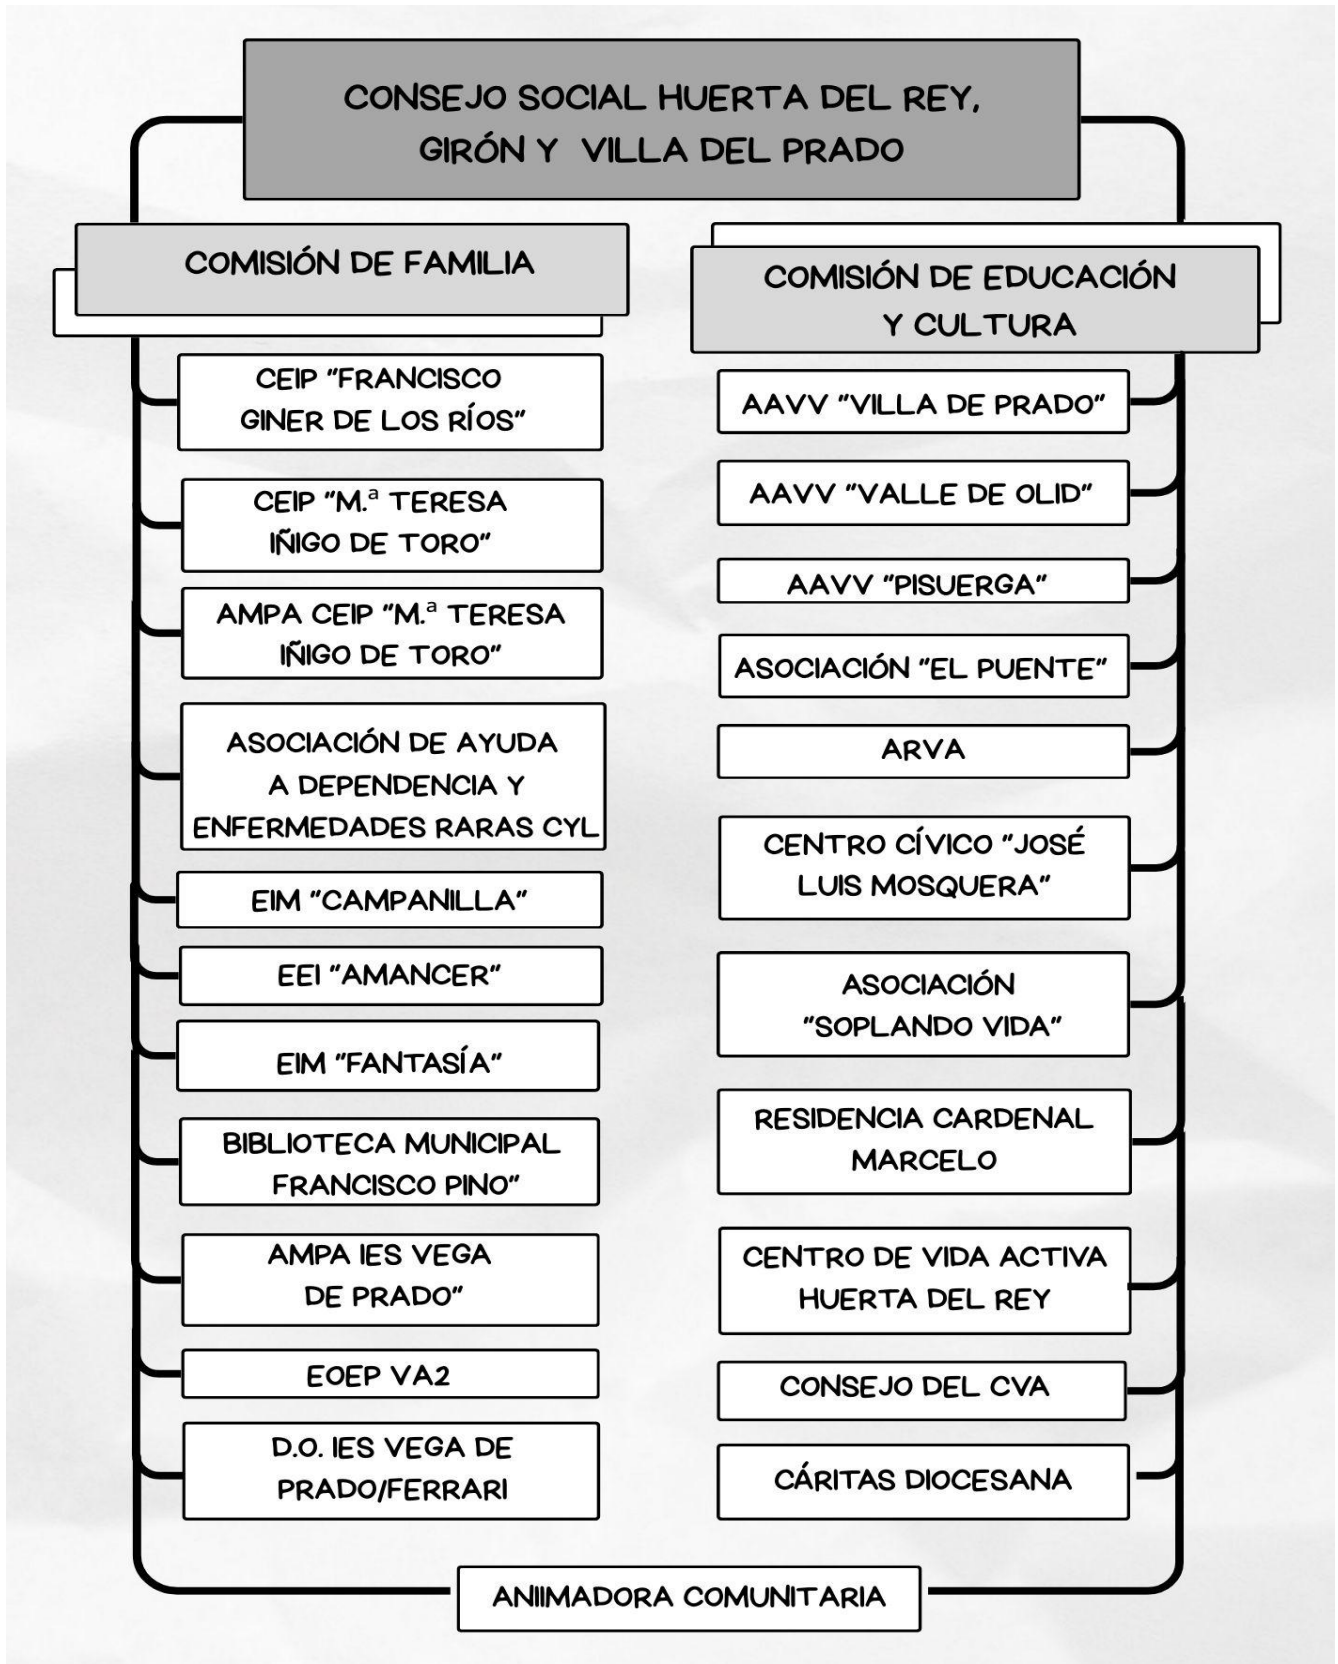 CONSEJO SOCIAL HUERTA DEL REY,
GIRÓN Y VILLA DEL PRADO
COMISIÓN DE FAMILIA
CEIP "FRANCISCO
GINER DE LOS RÍOS"
CEIP "M.ª TERESA
IÑIGO DE TORO"
AMPA CEIP "M.ª TERESA
IÑIGO DE TORO"
ASOCIACIÓN DE AYUDA
A DEPENDENCIA Y
ENFERMEDADES RARAS CYL
EIM "CAMPANILLA"
EEI "AMANCER"
EIM "FANTASÍA"
BIBLIOTECA MUNICIPAL
FRANCISCO PINO"
AMPA IES VEGA
DE PRADO"
EOEP VA2
D.O. IES VEGA DE
PRADO/FERRARI
COMISIÓN DE EDUCACIÓN
Y CULTURA
AAVV "VILLA DE PRADO"
AAVV "VALLE DE OLID"
AAVV "PISUERGA"
ASOCIACIÓN "EL PUENTE"
ARVA
CENTRO CÍVICO "JOSÉ
LUIS MOSQUERA"
ASOCIACIÓN
"SOPLANDO VIDA"
RESIDENCIA CARDENAL
MARCELO
CENTRO DE VIDA ACTIVA
HUERTA DEL REY
CONSEJO DEL CVA
CÁRITAS DIOCESANA
ANIIMADORA COMUNITARIA